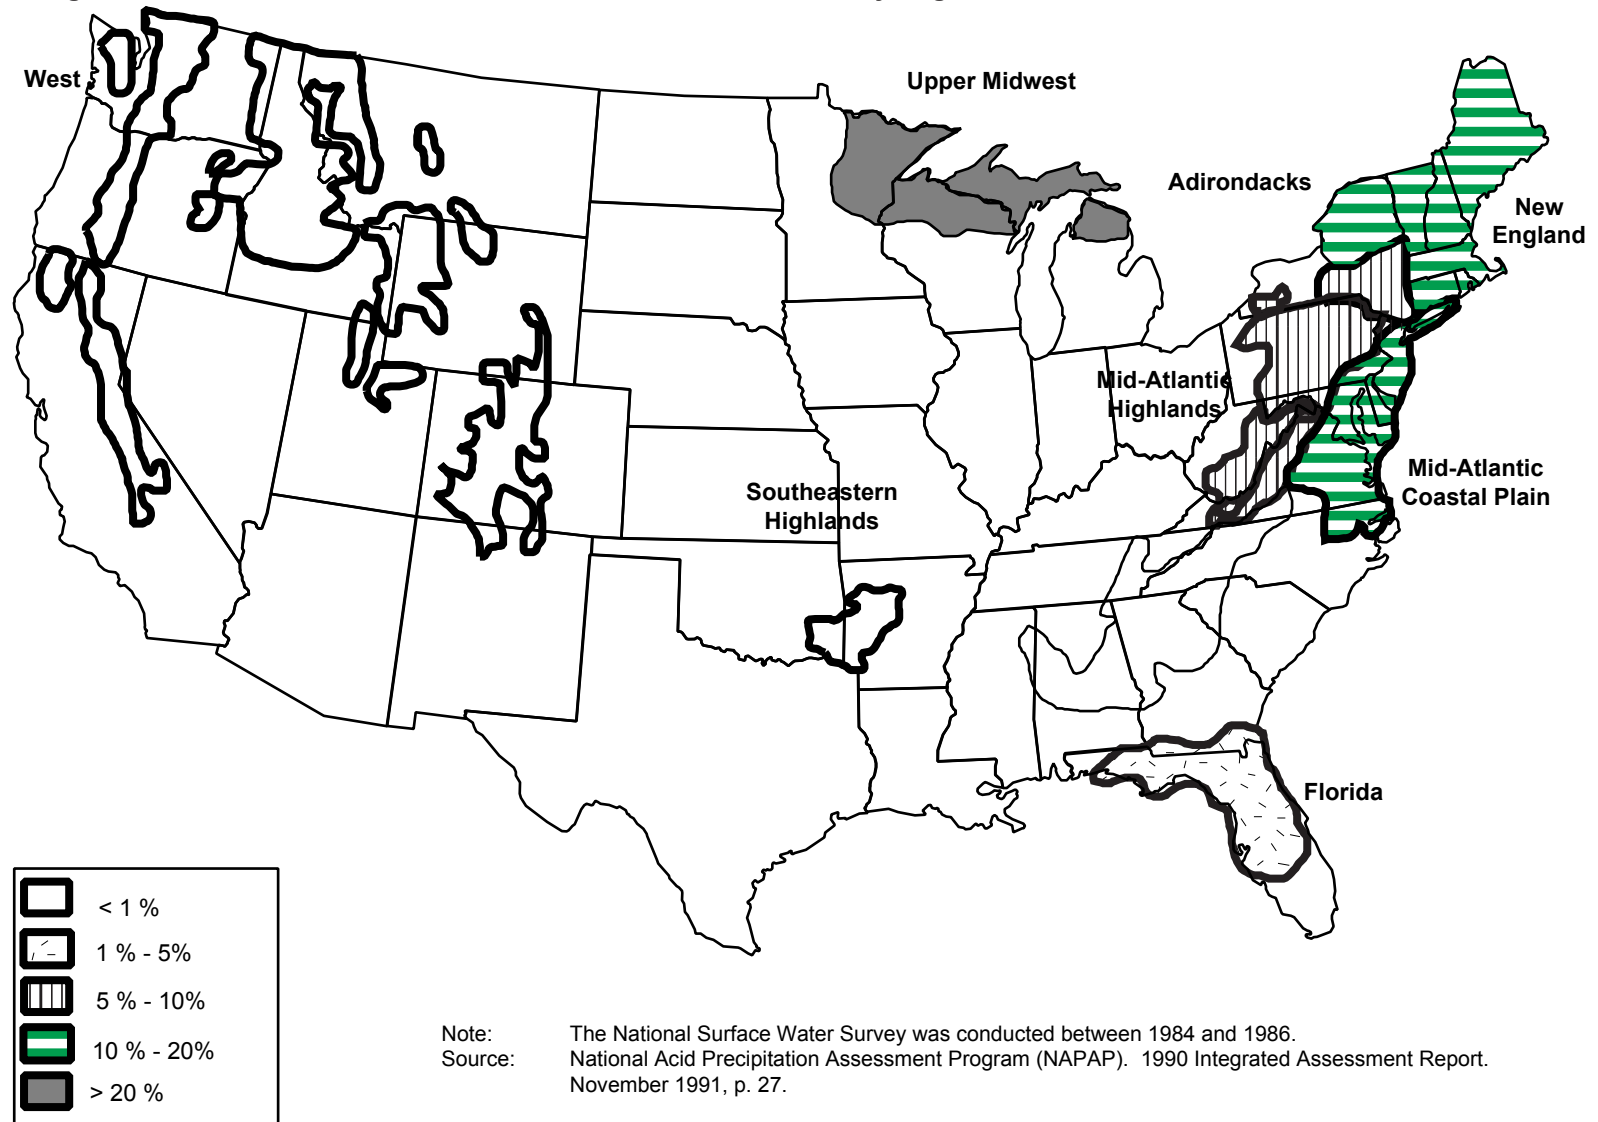 West
Upper Midwest
Adirondacks
New
England
Mid-Atlantic
Highlands
Mid-Atlantic
Coastal Plain
Southeastern
Highlands
Florida
< 1 %
1 % - 5%
5 % - 10%
10 % - 20%
> 20 %
Note: The National Surface Water Survey was conducted between 1984 and 1986.
Source: National Acid Precipitation Assessment Program (NAPAP). 1990 Integrated Assessment Report.
November 1991, p. 27.